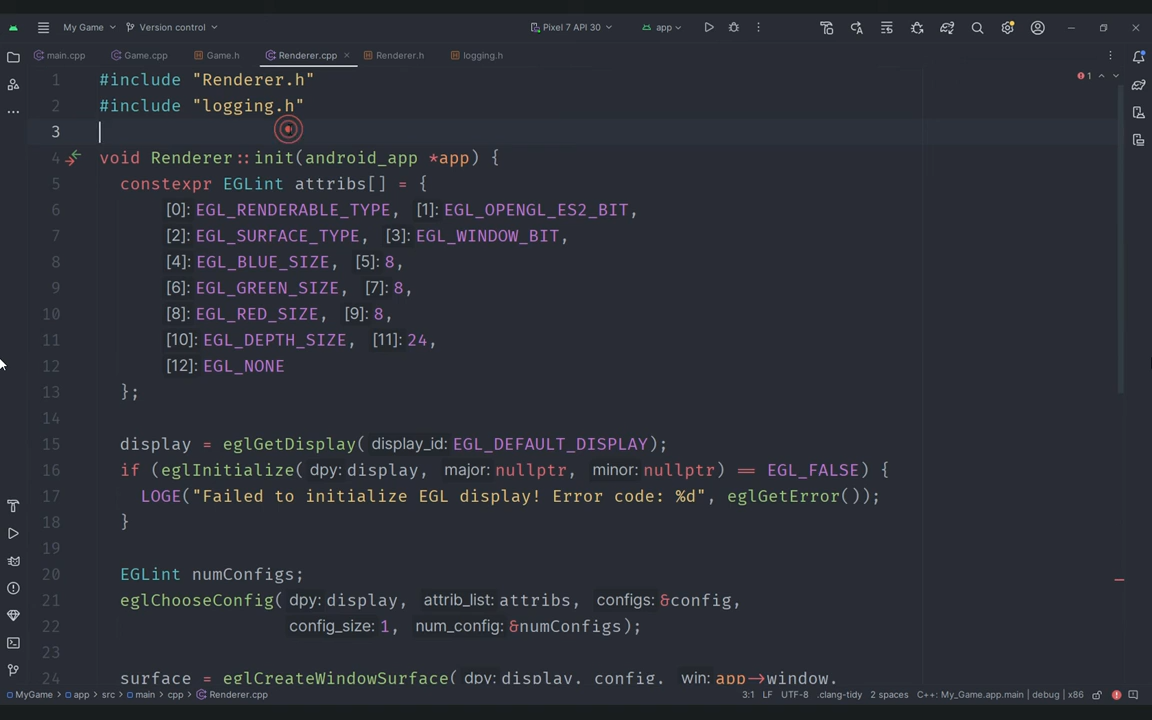 My Game
Version control
Pixel 7 API 30
app
main.cpp
Game.cpp
Game.h
Renderer.cpp
Renderer.h
logging.h
1 #include "Renderer.h"
2 #include "logging.h"
3
4 void Renderer::init(android_app *app) {
5 constexpr EGLint attribs[] = {
6 [0]: EGL_RENDERABLE_TYPE, [1]: EGL_OPENGL_ES2_BIT,
7 [2]: EGL_SURFACE_TYPE, [3]: EGL_WINDOW_BIT,
8 [4]: EGL_BLUE_SIZE, [5]: 8,
9 [6]: EGL_GREEN_SIZE, [7]: 8,
10 [8]: EGL_RED_SIZE, [9]: 8,
11 [10]: EGL_DEPTH_SIZE, [11]: 24,
12 [12]: EGL_NONE
13 };
14
15 display = eglGetDisplay( display_id: EGL_DEFAULT_DISPLAY);
16 if (eglInitialize( dpy: display, major: nullptr, minor: nullptr) == EGL_FALSE) {
17 LOGE("Failed to initialize EGL display! Error code: %d", eglGetError());
18 }
19
20 EGLint numConfigs;
21 eglChooseConfig( dpy: display, attrib_list: attribs, configs: &config,
22 config_size: 1, num_config: &numConfigs);
23
24 surface = eglCreateWindowSurface( dpy: display, config, win: app->window,
1
MyGame > app > src > main > cpp > Renderer.cpp
3:1 LF UTF-8 .clang-tidy 2 spaces C++: My_Game.app.main | debug | x86